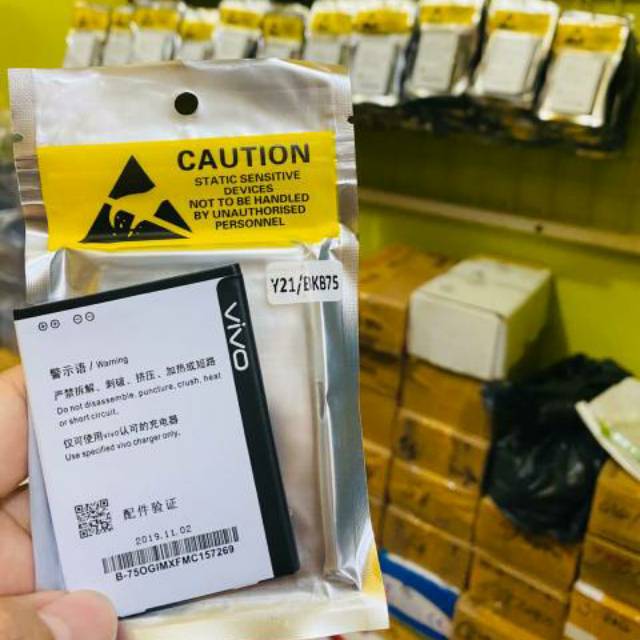 CAUTION
STATIC SENSITIVE
DEVICES
NOT TO BE HANDLED
BY UNAUTHORISED
PERSONNEL
Y21/BKB75
vivo
警示语 / Warning
严禁拆解、刺破、挤压、加热或短路
Do not disassemble, puncture, crush, heat
or short circuit.
仅可使用vivo认可的充电器
Use specified vivo charger only.
配件验证
2019.11.02
B-75OGIMXFMC157269